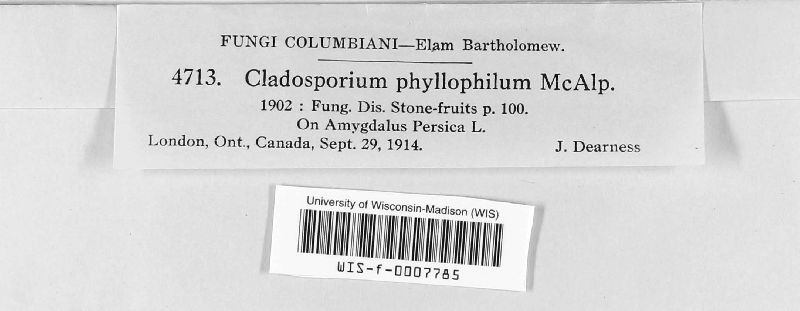 FUNGI COLUMBIANI—Elam Bartholomew.
4713. Cladosporium phyllophilum McAlp.
1902 : Fung. Dis. Stone-fruits p. 100.
On Amygdalus Persica L.
London, Ont., Canada, Sept. 29, 1914. J. Dearness
University of Wisconsin-Madison (WIS)
WIS-f-0007785